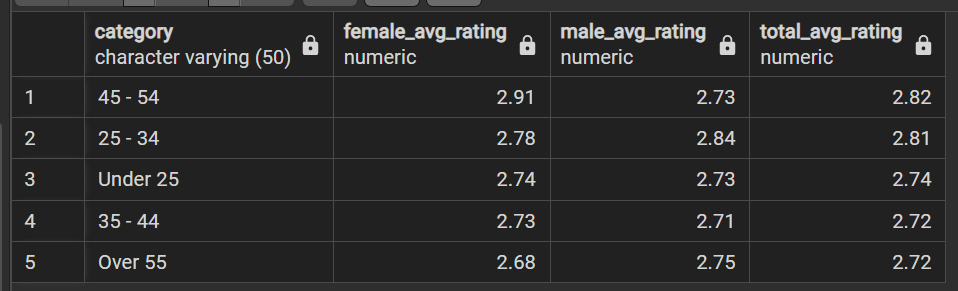 category female_avg_rating male_avg_rating total_avg_rating
character varying (50) numeric numeric numeric
1 45 - 54 2.91 2.73 2.82
2 25 - 34 2.78 2.84 2.81
3 Under 25 2.74 2.73 2.74
4 35 - 44 2.73 2.71 2.72
5 Over 55 2.68 2.75 2.72